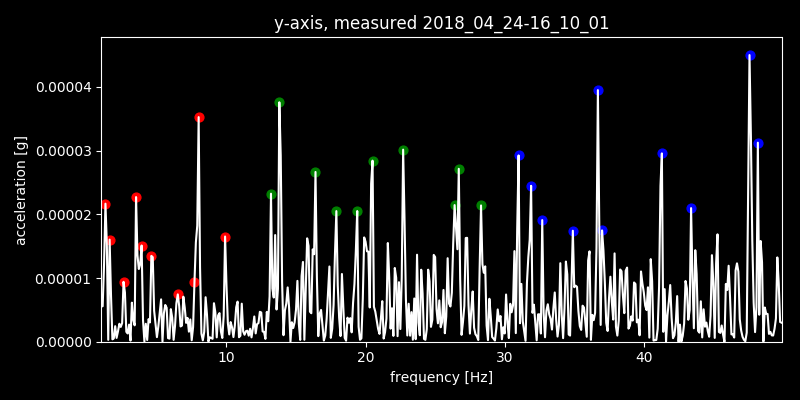 y-axis, measured 2018_04_24-16_10_01
0.00004
0.00003
0.00002
0.00001
0.00000
acceleration [g]
10 20 30 40
frequency [Hz]